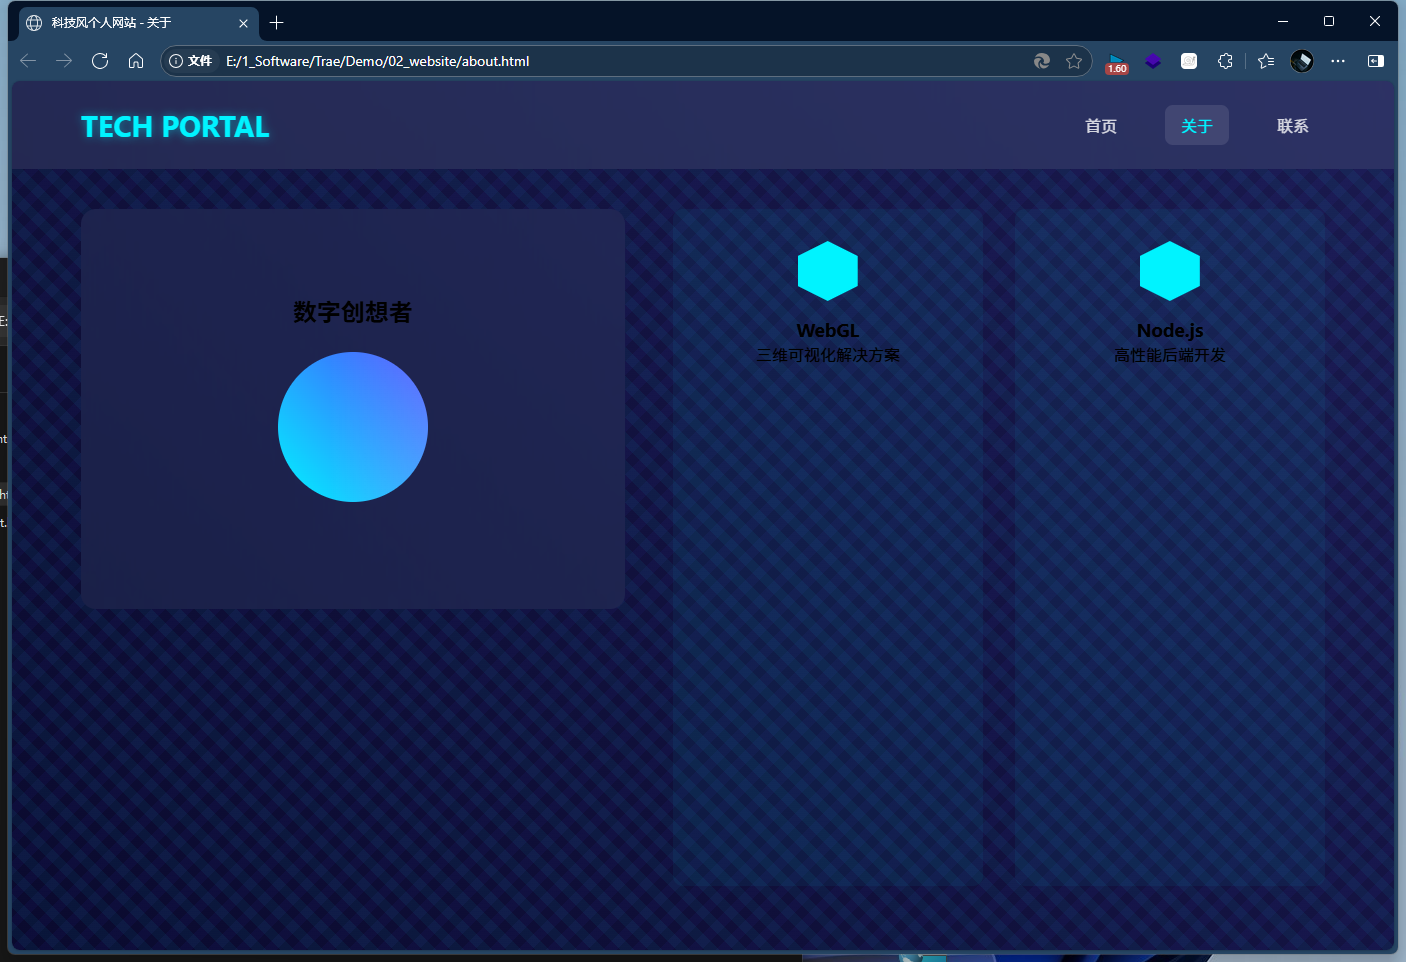 科技风个人网站 - 关于
文件 E:/1_Software/Trae/Demo/02_website/about.html
1.60
TECH PORTAL
首页 关于 联系
数字创想者
WebGL
三维可视化解决方案
Node.js
高性能后端开发
E:
ht
t.